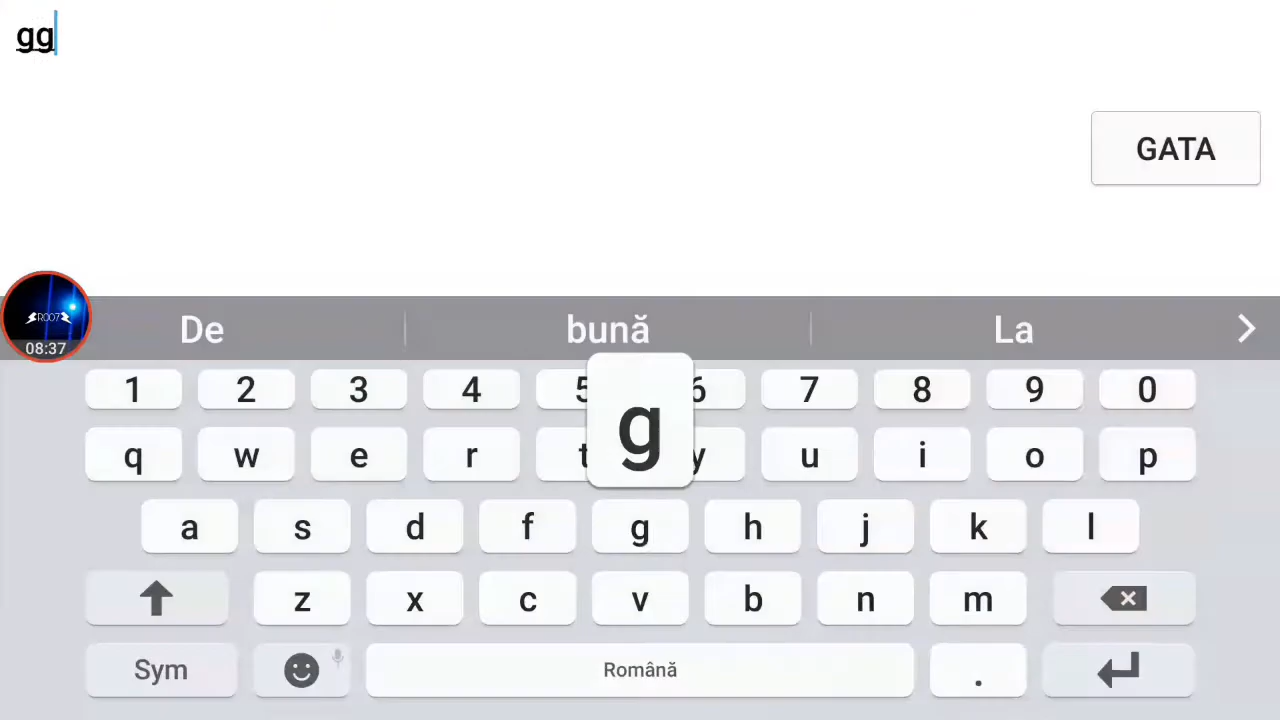 gg
GATA
R007
08:37
De bună La
1 2 3 4 5 6 7 8 9 0
g
q w e r t y u i o p
a s d f g h j k l
z x c v b n m
Sym Română .